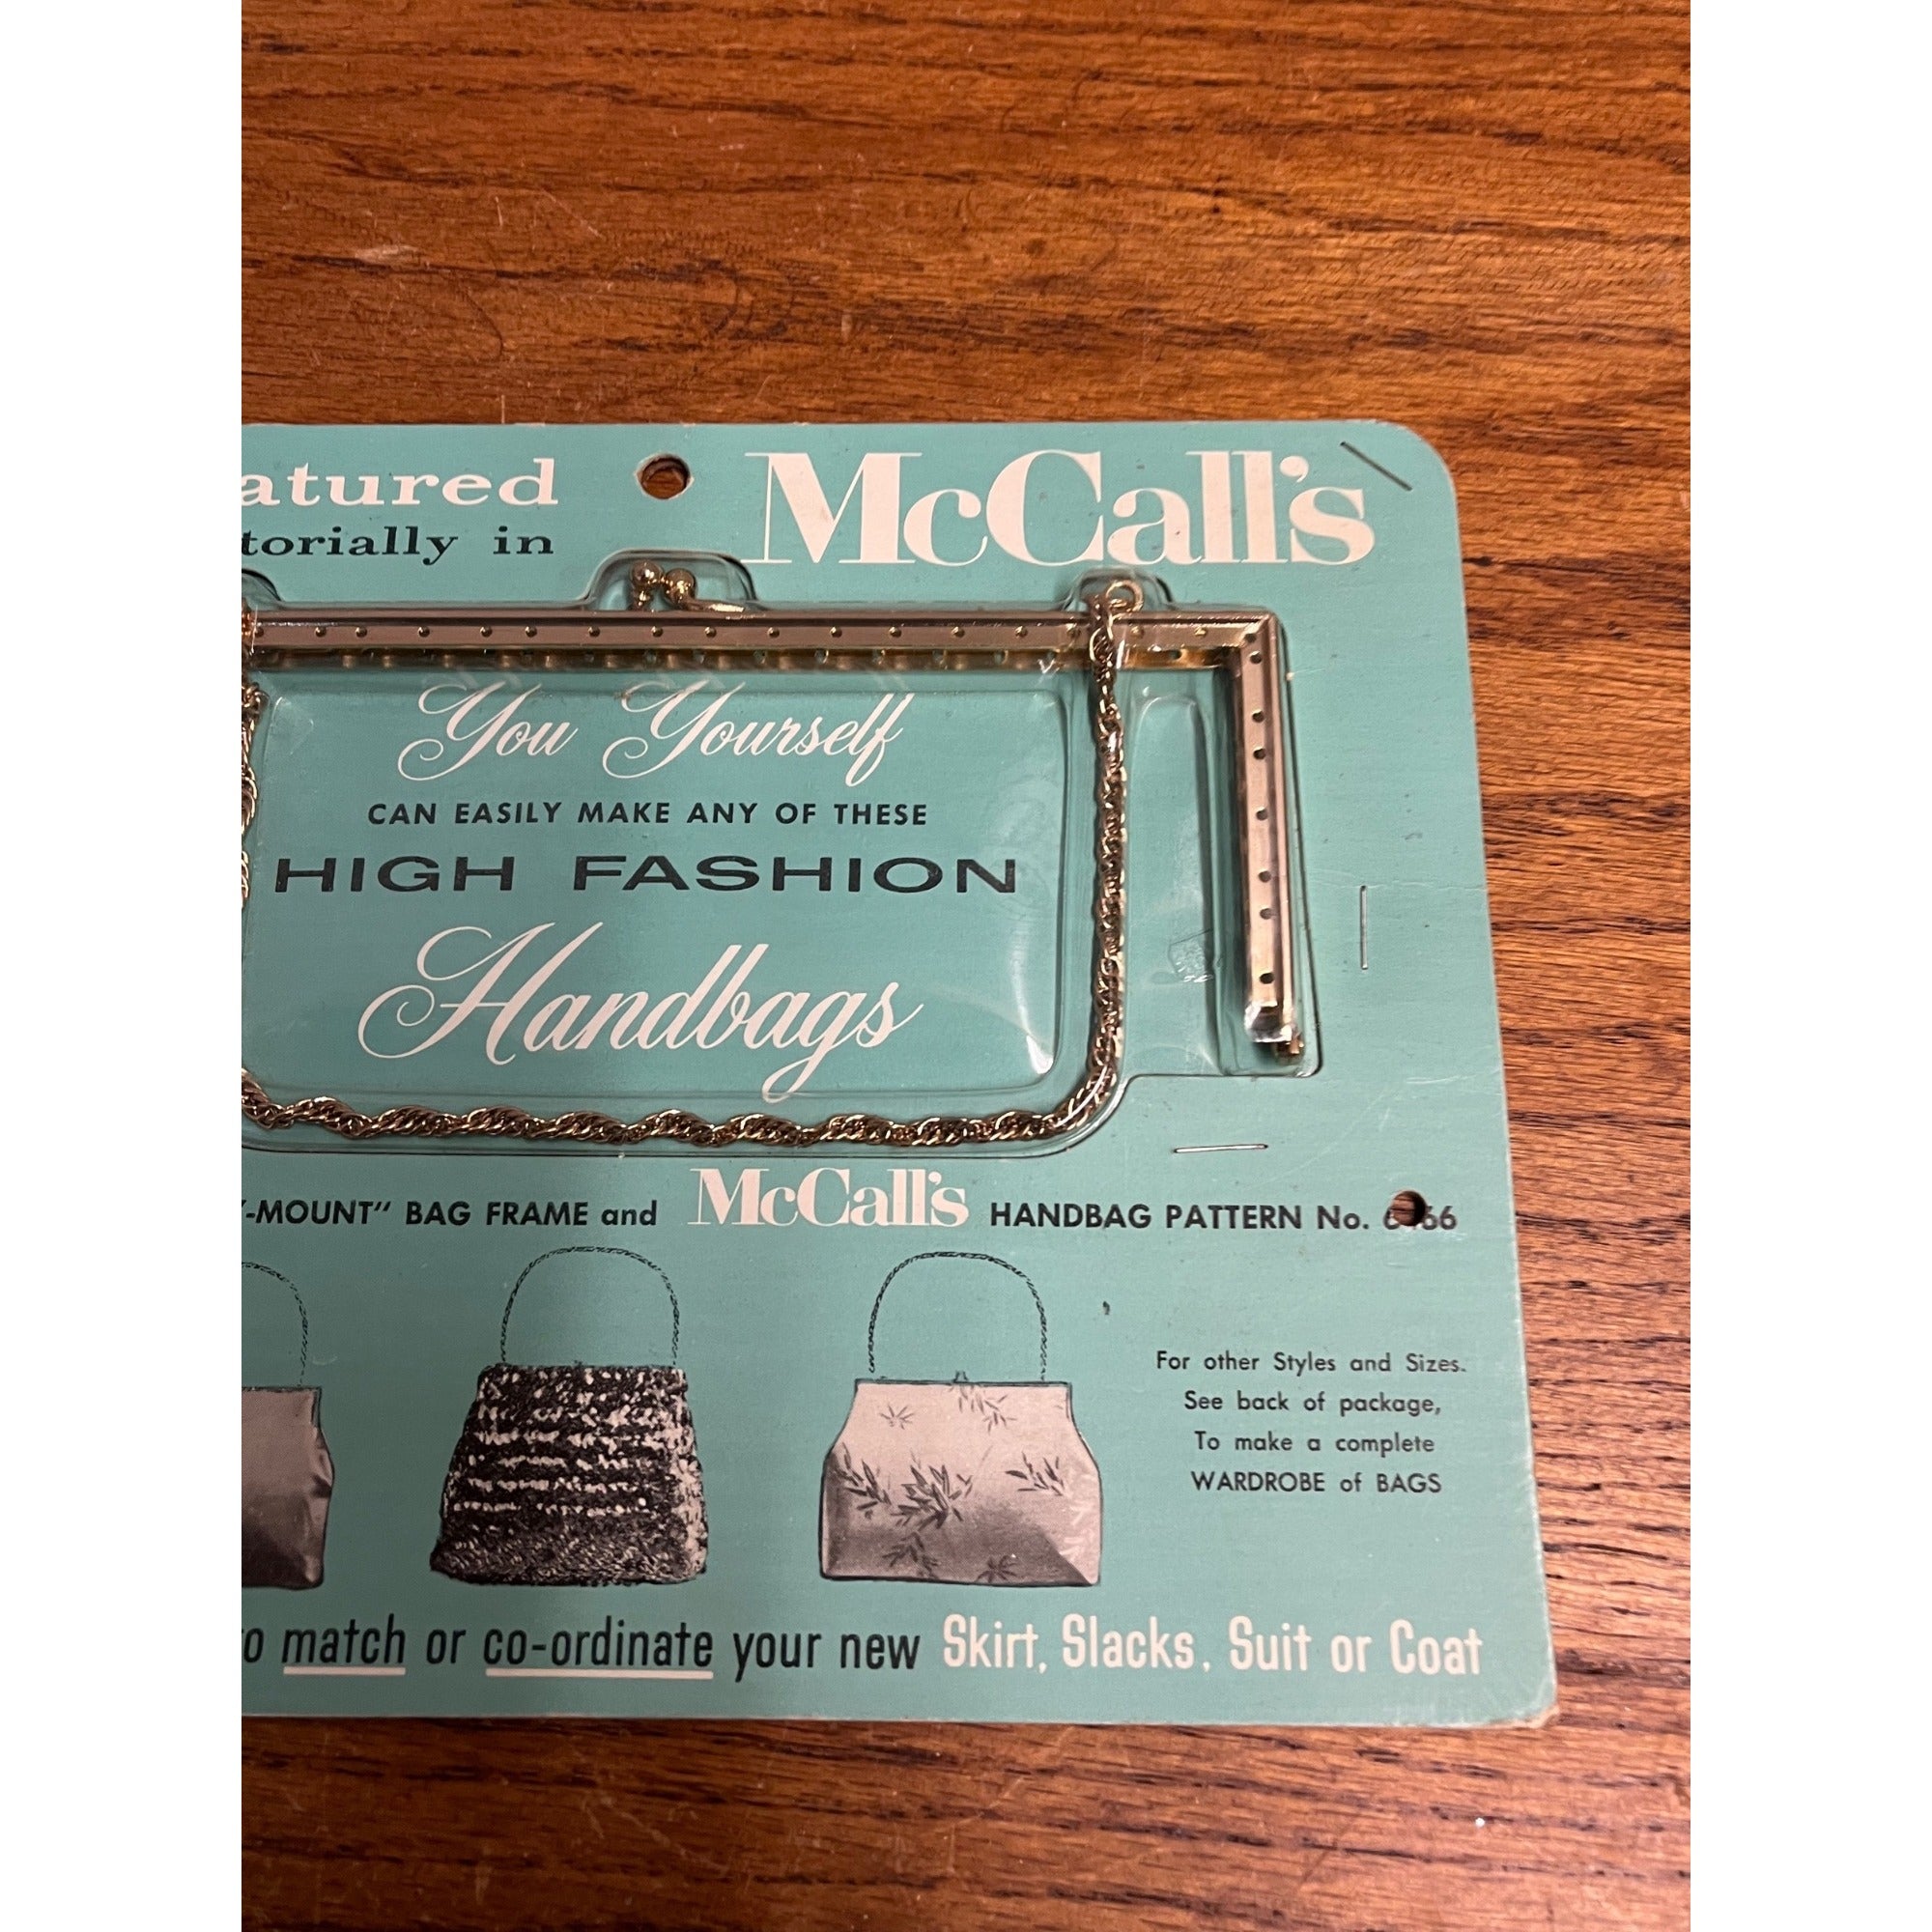 atured McCall's
torially in
You Yourself
CAN EASILY MAKE ANY OF THESE
HIGH FASHION
Handbags
-MOUNT" BAG FRAME and McCall's HANDBAG PATTERN No.
For other Styles and Sizes.
See back of package,
To make a complete
WARDROBE of BAGS
to match or co-ordinate your new Skirt, Slacks, Suit or Coat